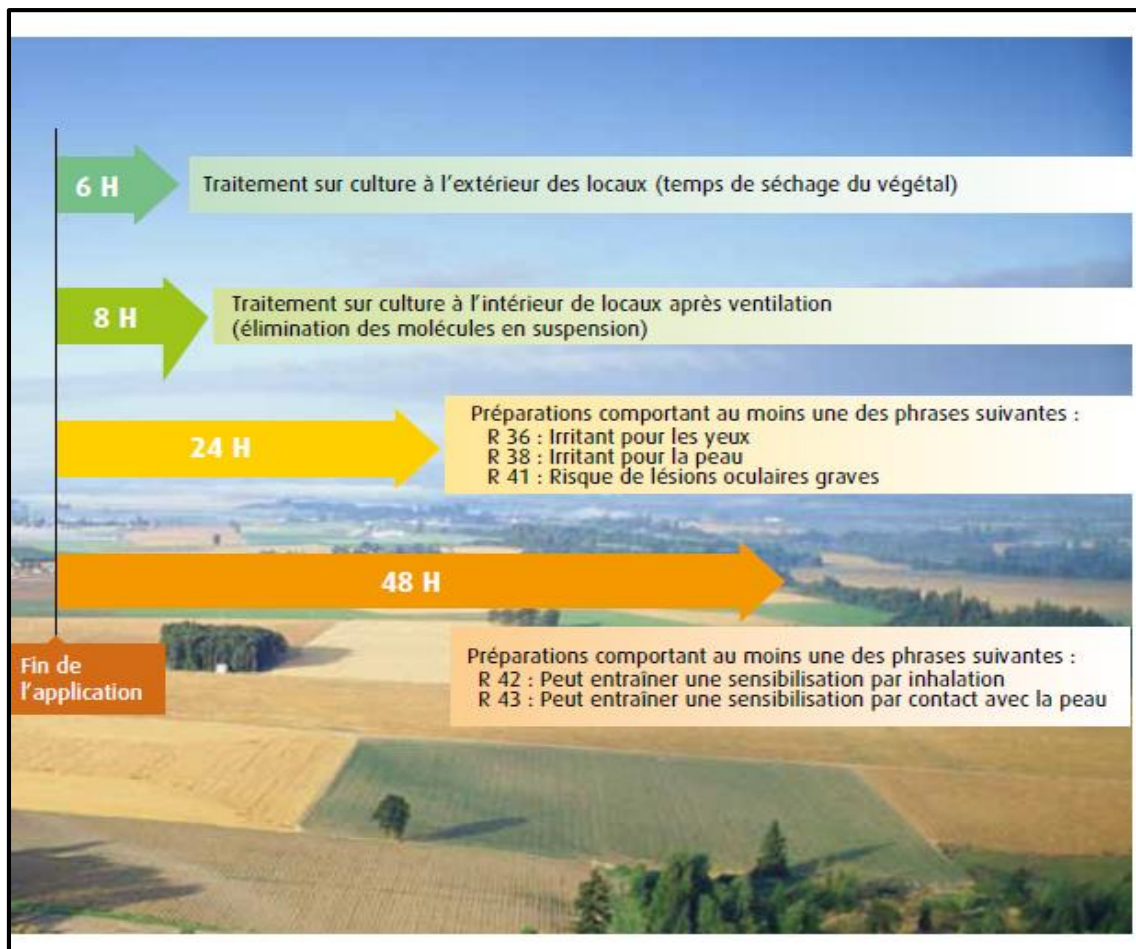 6 H
Traitement sur culture à l'extérieur des locaux (temps de séchage du végétal)
8 H
Traitement sur culture à l'intérieur de locaux après ventilation
(élimination des molécules en suspension)
24 H
Préparations comportant au moins une des phrases suivantes :
R 36 : Irritant pour les yeux
R 38 : Irritant pour la peau
R 41 : Risque de lésions oculaires graves
48 H
Préparations comportant au moins une des phrases suivantes :
R 42 : Peut entraîner une sensibilisation par inhalation
R 43 : Peut entraîner une sensibilisation par contact avec la peau
Fin de
l'application